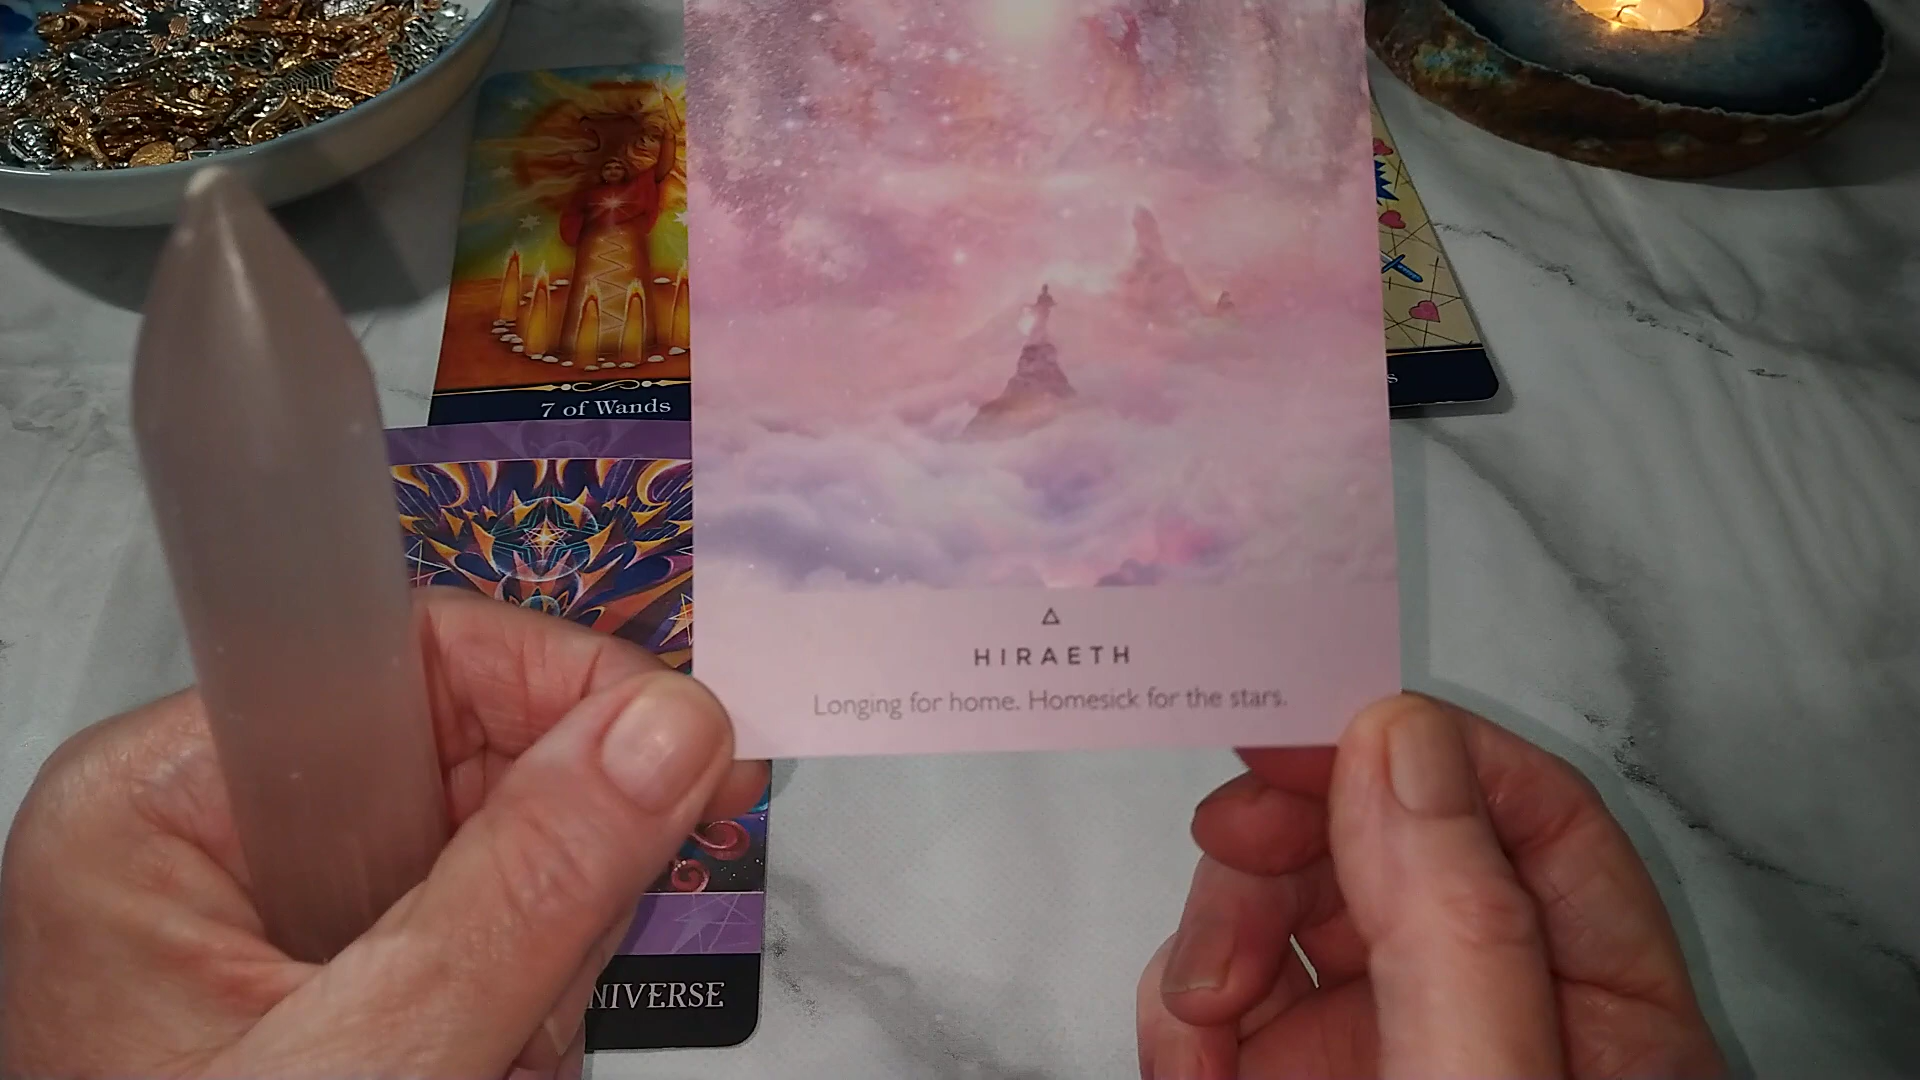 7 of Wands
HIRAETH
Longing for home. Homesick for the stars.
NIVERSE